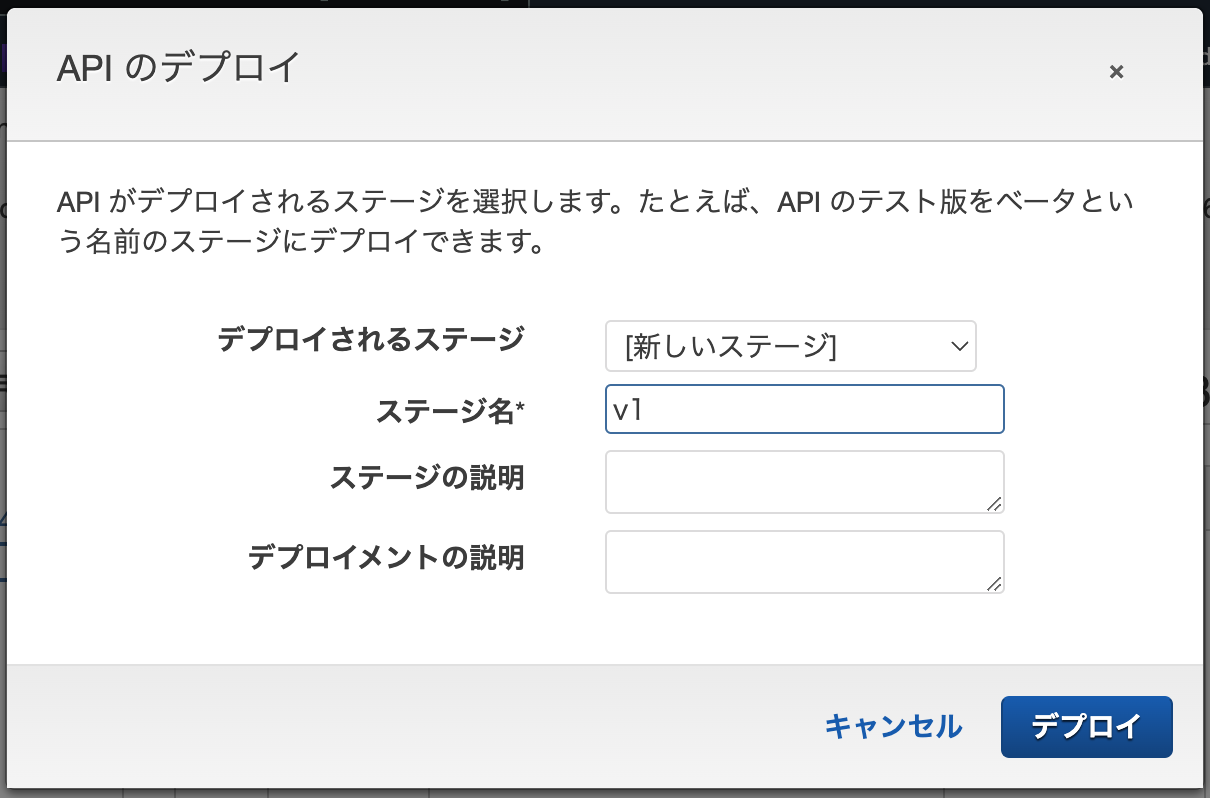 API のデプロイ
×
API がデプロイされるステージを選択します。たとえば、API のテスト版をベータとい
う名前のステージにデプロイできます。
デプロイされるステージ [新しいステージ]
ステージ名* v1
ステージの説明
デプロイメントの説明
キャンセル デプロイ